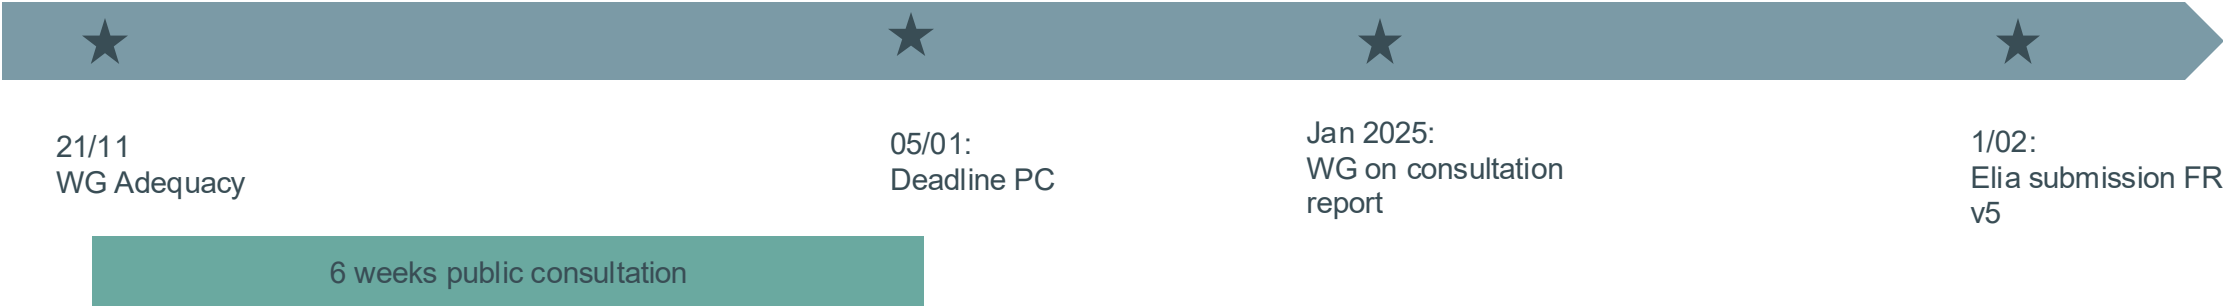 21/11
WG Adequacy
05/01:
Deadline PC
Jan 2025:
WG on consultation
report
1/02:
Elia submission FR
v5
6 weeks public consultation